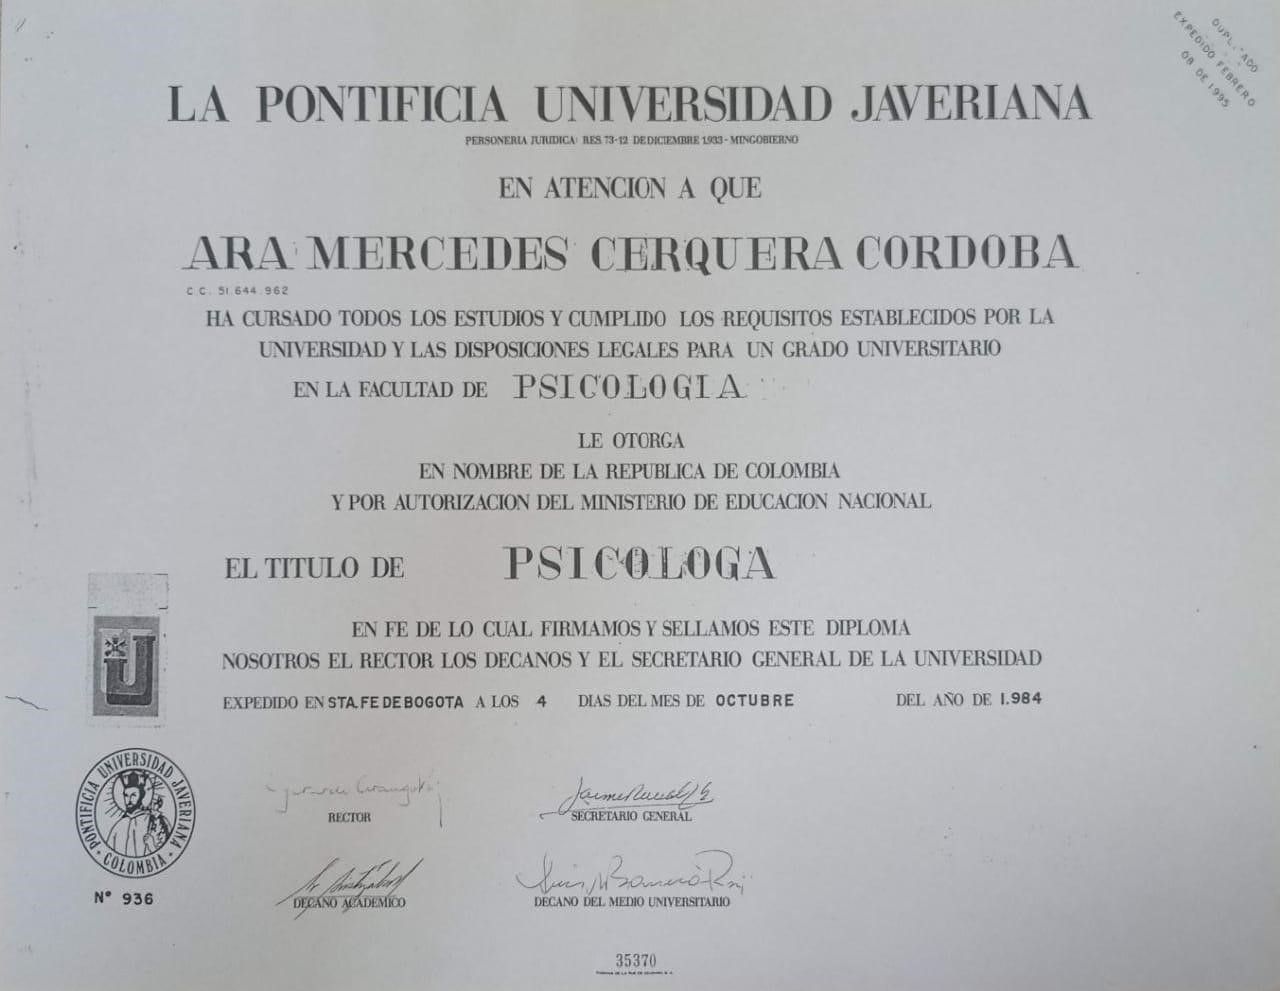 DUPLICADO
EXPEDIDO FEBRERO
08 DE 1995
LA PONTIFICIA UNIVERSIDAD JAVERIANA
PERSONERIA JURIDICA: RES. 73-12 DE DICIEMBRE 1.933 - MINGOBIERNO
EN ATENCION A QUE
ARA MERCEDES CERQUERA CORDOBA
C.C. 51.644.962
HA CURSADO TODOS LOS ESTUDIOS Y CUMPLIDO LOS REQUISITOS ESTABLECIDOS POR LA
UNIVERSIDAD Y LAS DISPOSICIONES LEGALES PARA UN GRADO UNIVERSITARIO
EN LA FACULTAD DE PSICOLOGIA
LE OTORGA
EN NOMBRE DE LA REPUBLICA DE COLOMBIA
Y POR AUTORIZACION DEL MINISTERIO DE EDUCACION NACIONAL
EL TITULO DE PSICOLOGA
EN FE DE LO CUAL FIRMAMOS Y SELLAMOS ESTE DIPLOMA
NOSOTROS EL RECTOR LOS DECANOS Y EL SECRETARIO GENERAL DE LA UNIVERSIDAD
EXPEDIDO EN STA.FE DE BOGOTA A LOS 4 DIAS DEL MES DE OCTUBRE DEL AÑO DE 1.984
PONTIFICIA UNIVERSIDAD JAVERIANA
COLOMBIA
N° 936
RECTOR
SECRETARIO GENERAL
DECANO ACADEMICO
DECANO DEL MEDIO UNIVERSITARIO
35370